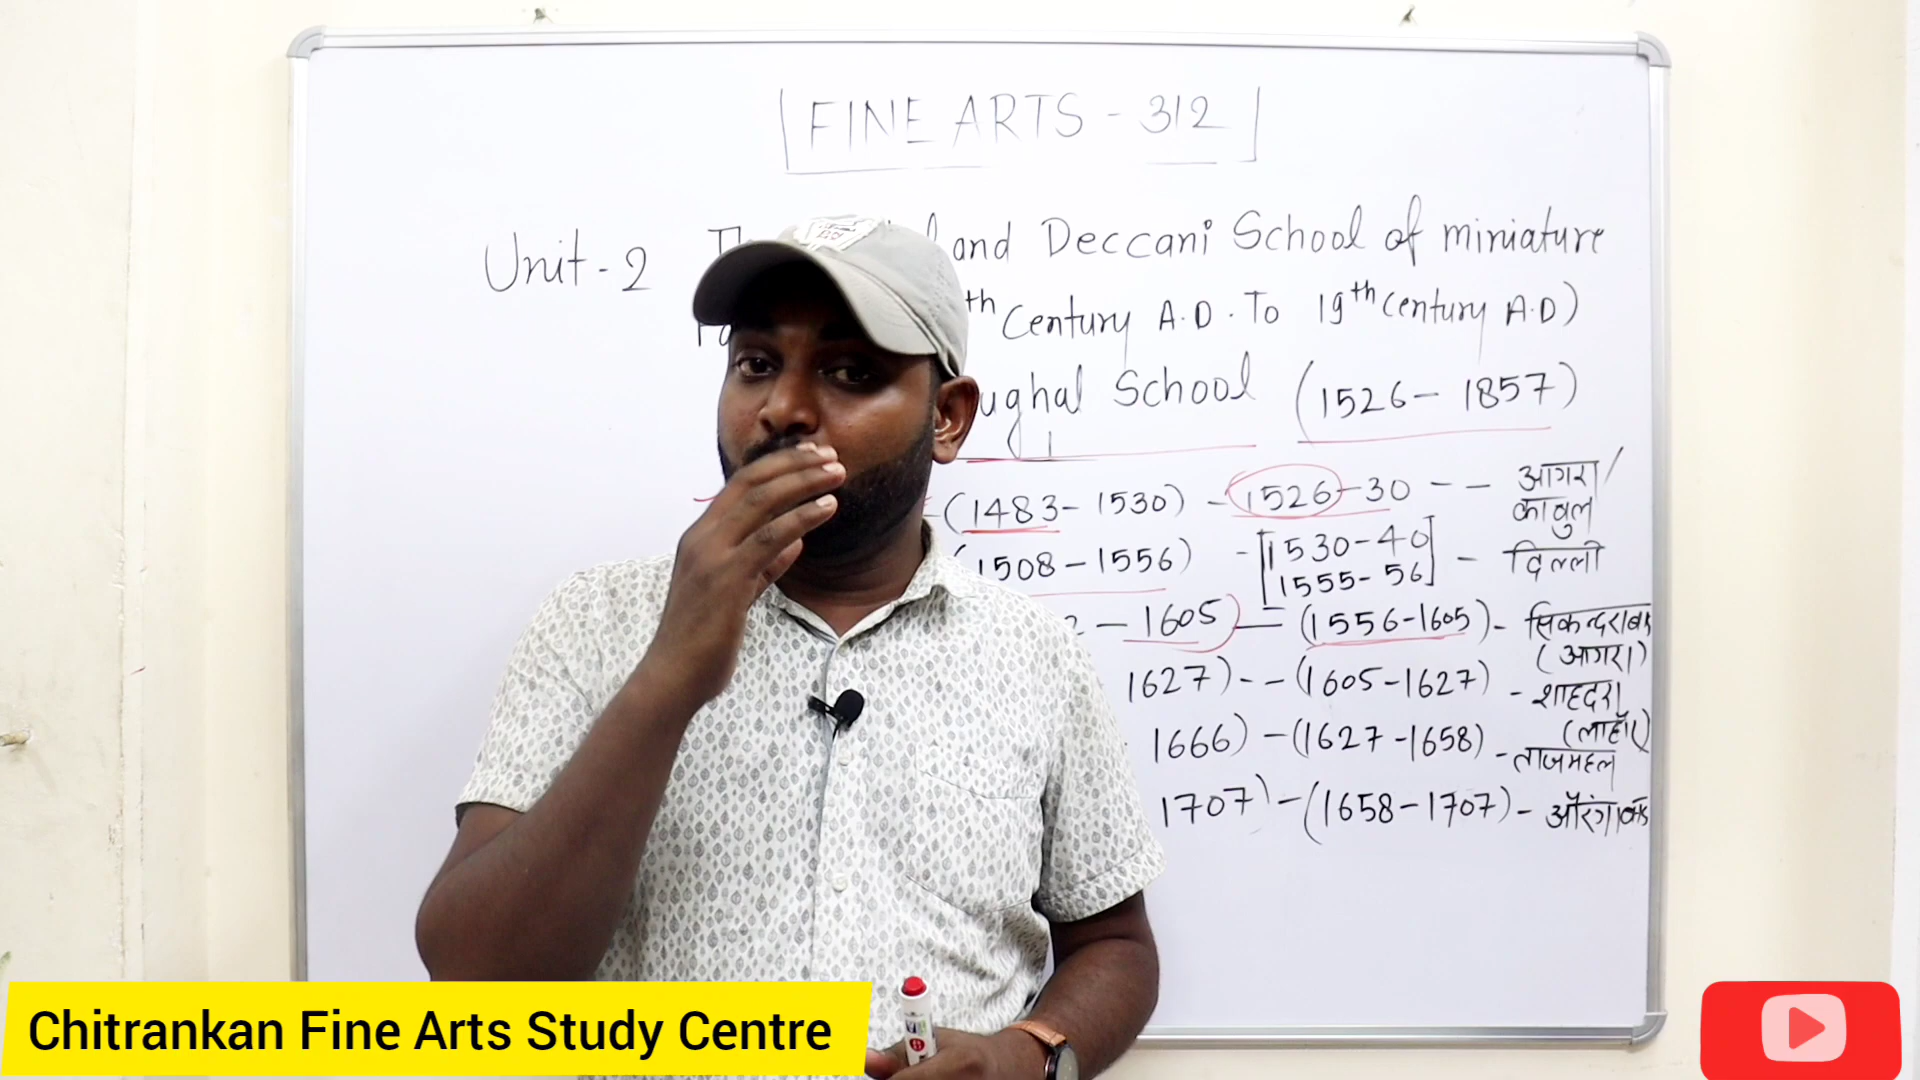 FINE ARTS - 312
Unit - 2 and Deccani School of miniature
th Century A.D. To 19th Century A.D)
ughal School (1526 - 1857)
(1483 - 1530) - 1526 - 30 - - आगरा/
काबुल
(1508 - 1556) - [1530 - 40
1555 - 56] - दिल्ली
2 - 1605) - (1556 - 1605) - सिकन्दराबाद
(आगरा)
1627) - - (1605 - 1627) - शाहदरा
(लाहौर)
1666) - (1627 - 1658) - ताजमहल
1707) - (1658 - 1707) - औरंगाबाद
Chitrankan Fine Arts Study Centre